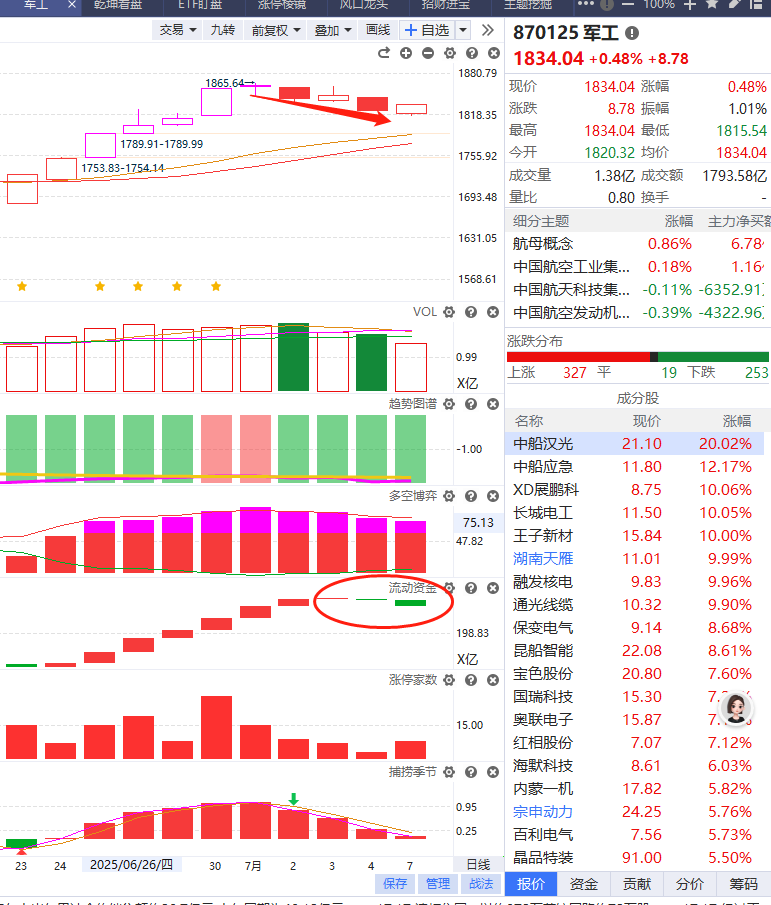 军工 × 乾坤看盘 ETF盯盘 涨停棱镜 风口龙头 招财进宝 主题挖掘 100%
交易 九转 前复权 叠加 画线 自选
1880.79
1865.64→
1818.35
1789.91-1789.99
1755.92
1753.83-1754.14
1693.48
1631.05
1568.61
VOL
0.99
X亿
趋势图谱
-1.00
多空博弈
75.13
47.82
流动资金
198.83
X亿
涨停家数
15.00
捕捞季节
0.95
0.25
23 24 2025/06/26/四 30 7月 2 3 4 7 日线
保存 管理 战法
870125 军工
1834.04 +0.48% +8.78
现价 1834.04 涨幅 0.48%
涨跌 8.78 振幅 1.01%
最高 1834.04 最低 1815.54
今开 1820.32 均价 1834.04
成交量 1.38亿 成交额 1793.58亿
量比 0.80 换手 -
细分主题 涨幅 主力净买额
航母概念 0.86% 6.78
中国航空工业集... 0.18% 1.16
中国航天科技集... -0.11% -6352.91
中国航空发动机... -0.39% -4322.96
涨跌分布
上涨 327 平 19 下跌 253
成分股
名称 现价 涨幅
中船汉光 21.10 20.02%
中船应急 11.80 12.17%
XD展鹏科 8.75 10.06%
长城电工 11.50 10.05%
王子新材 15.84 10.00%
湖南天雁 11.01 9.99%
融发核电 9.83 9.96%
通光线缆 10.32 9.90%
保变电气 9.14 8.68%
昆船智能 22.08 8.61%
宝色股份 20.80 7.60%
国瑞科技 15.30
奥联电子 15.87
红相股份 7.07 7.12%
海默科技 8.61 6.03%
内蒙一机 17.82 5.82%
宗申动力 24.25 5.76%
百利电气 7.56 5.73%
晶品特装 91.00 5.50%
报价 资金 贡献 分价 筹码